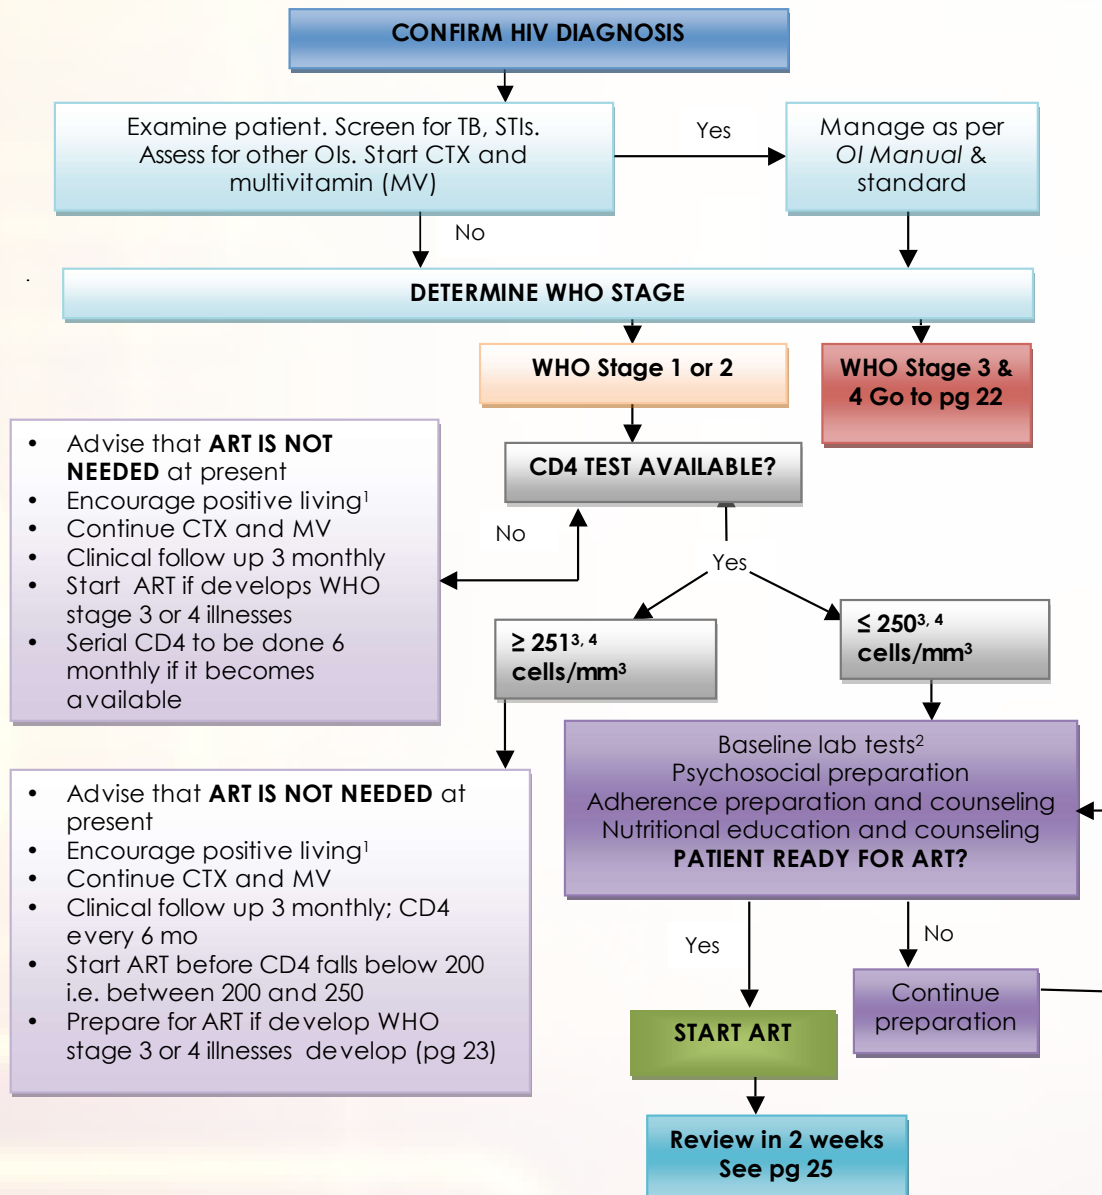 CONFIRM HIV DIAGNOSIS
Examine patient. Screen for TB, STIs.
Assess for other OIs. Start CTX and
multivitamin (MV)
Yes
Manage as per
OI Manual &
standard
No
DETERMINE WHO STAGE
WHO Stage 1 or 2
WHO Stage 3 &
4 Go to pg 22
• Advise that ART IS NOT
NEEDED at present
• Encourage positive living¹
• Continue CTX and MV
• Clinical follow up 3 monthly
• Start ART if develops WHO
stage 3 or 4 illnesses
• Serial CD4 to be done 6
monthly if it becomes
available
CD4 TEST AVAILABLE?
No
Yes
≥ 251³, ⁴
cells/mm³
≤ 250³, ⁴
cells/mm³
• Advise that ART IS NOT NEEDED at
present
• Encourage positive living¹
• Continue CTX and MV
• Clinical follow up 3 monthly; CD4
every 6 mo
• Start ART before CD4 falls below 200
i.e. between 200 and 250
• Prepare for ART if develop WHO
stage 3 or 4 illnesses develop (pg 23)
Baseline lab tests²
Psychosocial preparation
Adherence preparation and counseling
Nutritional education and counseling
PATIENT READY FOR ART?
Yes
No
Continue
preparation
START ART
Review in 2 weeks
See pg 25